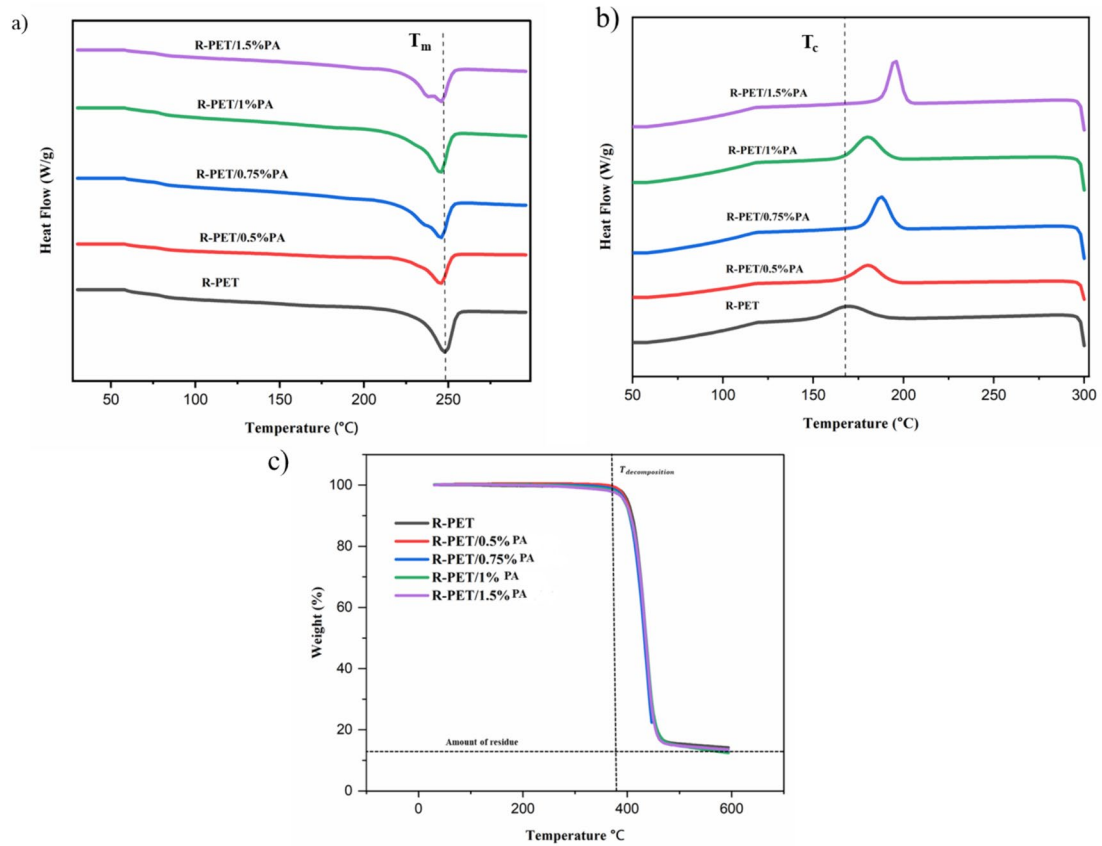 a)
T_m
R-PET/1.5%PA
R-PET/1%PA
R-PET/0.75%PA
R-PET/0.5%PA
R-PET
Heat Flow (W/g)
50 100 150 200 250
Temperature (°C)
b)
T_c
R-PET/1.5%PA
R-PET/1%PA
R-PET/0.75%PA
R-PET/0.5%PA
R-PET
Heat Flow (W/g)
50 100 150 200 250 300
Temperature (°C)
c)
T_decomposition
100
80
60
40
20
0
R-PET
R-PET/0.5% PA
R-PET/0.75% PA
R-PET/1% PA
R-PET/1.5% PA
Weight (%)
Amount of residue
0 200 400 600
Temperature °C